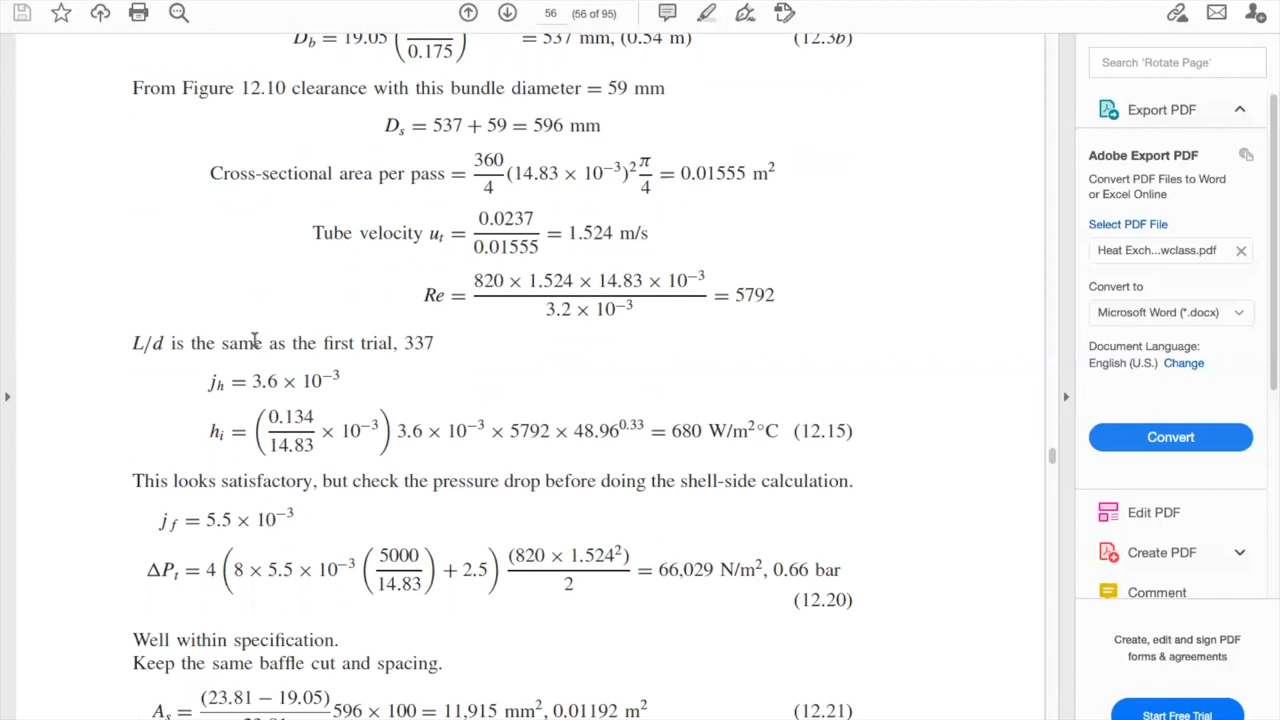 56 (56 of 95)
D_b = 19.05 ( / 0.175 ) = 537 mm, (0.54 m) (12.3b)
From Figure 12.10 clearance with this bundle diameter = 59 mm
D_s = 537 + 59 = 596 mm
Cross-sectional area per pass = 360/4 (14.83 × 10^−3)^2 π/4 = 0.01555 m^2
Tube velocity u_t = 0.0237/0.01555 = 1.524 m/s
Re = (820 × 1.524 × 14.83 × 10^−3)/(3.2 × 10^−3) = 5792
L/d is the same as the first trial, 337
j_h = 3.6 × 10^−3
h_i = (0.134/14.83 × 10^−3) 3.6 × 10^−3 × 5792 × 48.96^0.33 = 680 W/m^2°C (12.15)
This looks satisfactory, but check the pressure drop before doing the shell-side calculation.
j_f = 5.5 × 10^−3
ΔP_t = 4 (8 × 5.5 × 10^−3 (5000/14.83) + 2.5) (820 × 1.524^2)/2 = 66,029 N/m^2, 0.66 bar
(12.20)
Well within specification.
Keep the same baffle cut and spacing.
A_s = (23.81 − 19.05)/ 596 × 100 = 11,915 mm^2, 0.01192 m^2 (12.21)
Search 'Rotate Page'
Export PDF
Adobe Export PDF
Convert PDF Files to Word
or Excel Online
Select PDF File
Heat Exch...wclass.pdf
Convert to
Microsoft Word (*.docx)
Document Language:
English (U.S.) Change
Convert
Edit PDF
Create PDF
Comment
Create, edit and sign PDF
forms & agreements
Start Free Trial